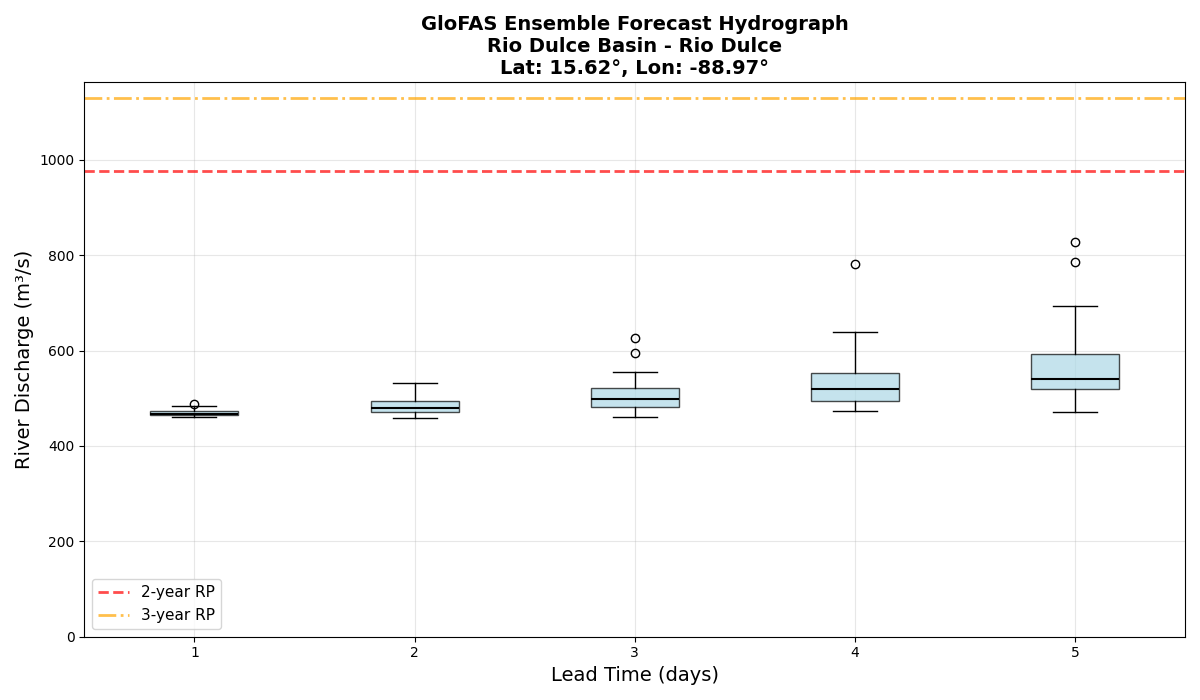 GloFAS Ensemble Forecast Hydrograph
Rio Dulce Basin - Rio Dulce
Lat: 15.62°, Lon: -88.97°
River Discharge (m³/s)
1000
800
600
400
200
0
2-year RP
3-year RP
1 2 3 4 5
Lead Time (days)